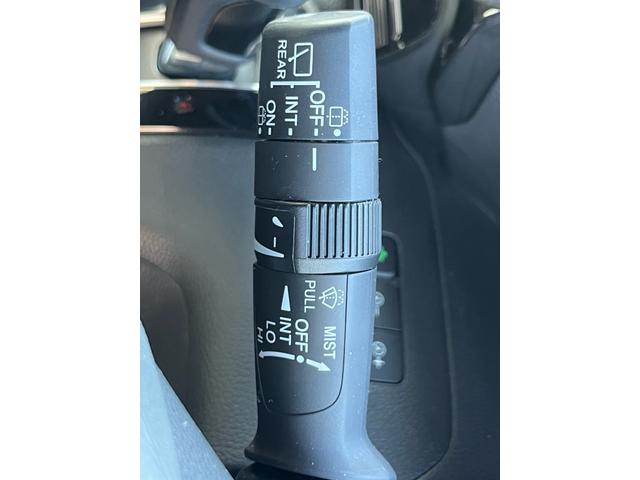 REAR
OFF
INT
ON
PULL
MIST
OFF
INT
LO
HI